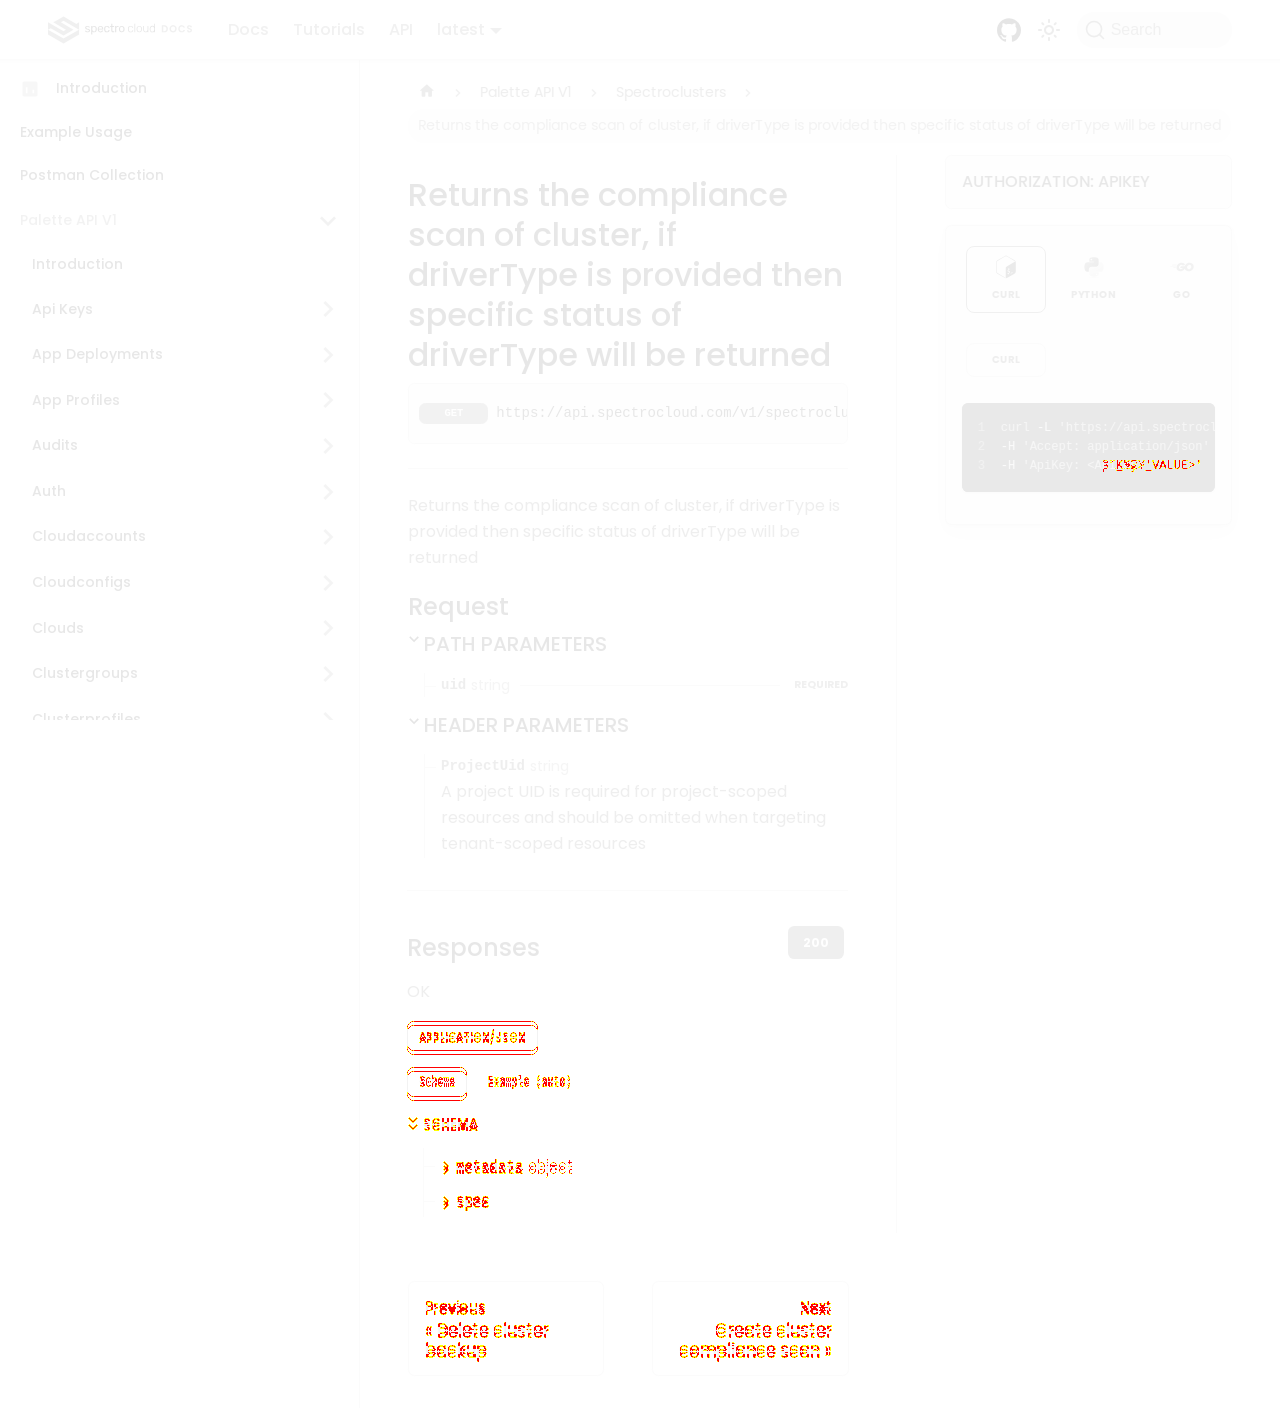 spectro cloud DOCS
Docs
Tutorials
API
latest
Search
Introduction
Example Usage
Postman Collection
Palette API V1
Introduction
Api Keys
App Deployments
App Profiles
Audits
Auth
Cloudaccounts
Cloudconfigs
Clouds
Clustergroups
Clusterprofiles
Palette API V1
Spectroclusters
Returns the compliance scan of cluster, if driverType is provided then specific status of driverType will be returned
Returns the compliance
scan of cluster, if
driverType is provided then
specific status of
driverType will be returned
GET https://api.spectrocloud.com/v1/spectroclu
Returns the compliance scan of cluster, if driverType is
provided then specific status of driverType will be
returned
Request
PATH PARAMETERS
uid string REQUIRED
HEADER PARAMETERS
ProjectUid string
A project UID is required for project-scoped
resources and should be omitted when targeting
tenant-scoped resources
Responses
200
OK
APPLICATION/JSON
Schema Example (auto)
SCHEMA
metadata object
spec
Previous
« Delete cluster
backup
Next
Create cluster
compliance scan »
AUTHORIZATION: APIKEY
CURL
PYTHON
GO
CURL
1 curl -L 'https://api.spectrocl
2 -H 'Accept: application/json'
3 -H 'ApiKey: